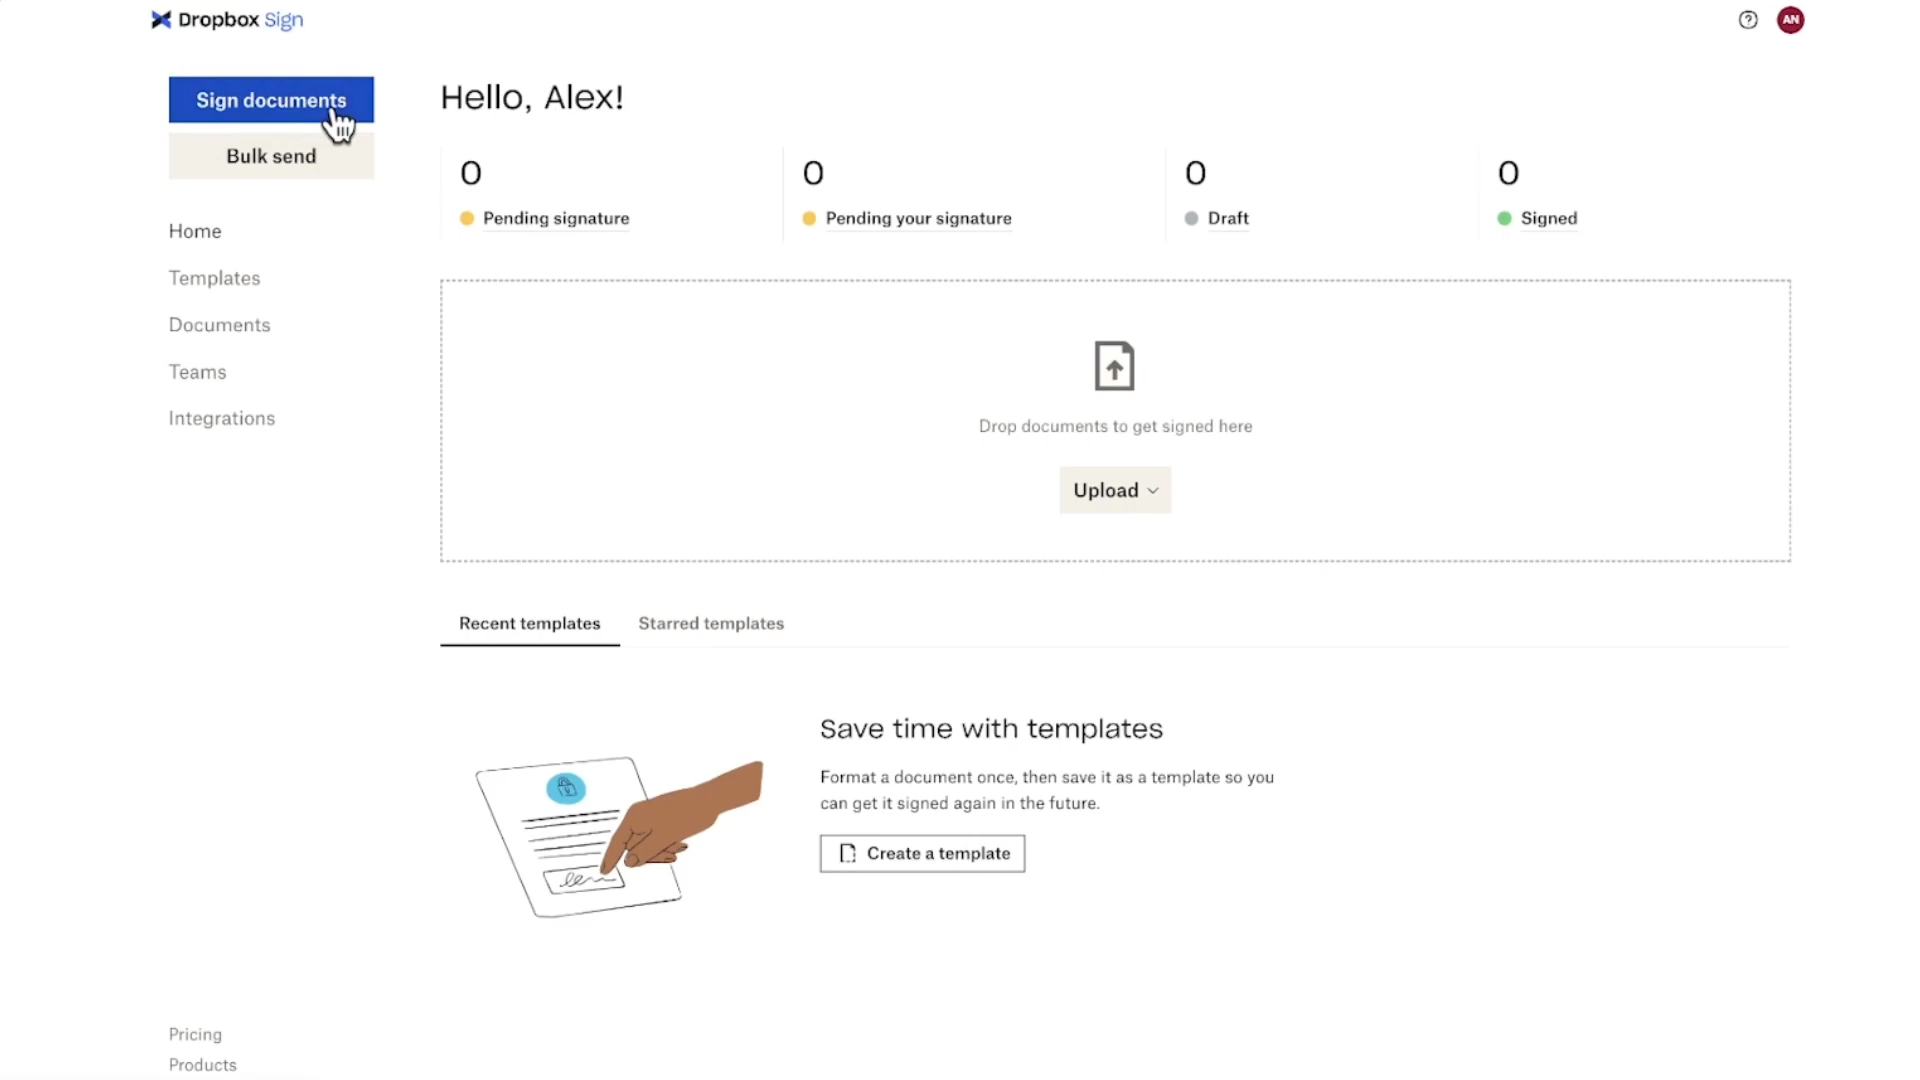 Dropbox Sign
AN
Sign documents
Bulk send
Home
Templates
Documents
Teams
Integrations
Hello, Alex!
0
Pending signature
0
Pending your signature
0
Draft
0
Signed
Drop documents to get signed here
Upload
Recent templates
Starred templates
Save time with templates
Format a document once, then save it as a template so you
can get it signed again in the future.
Create a template
Pricing
Products